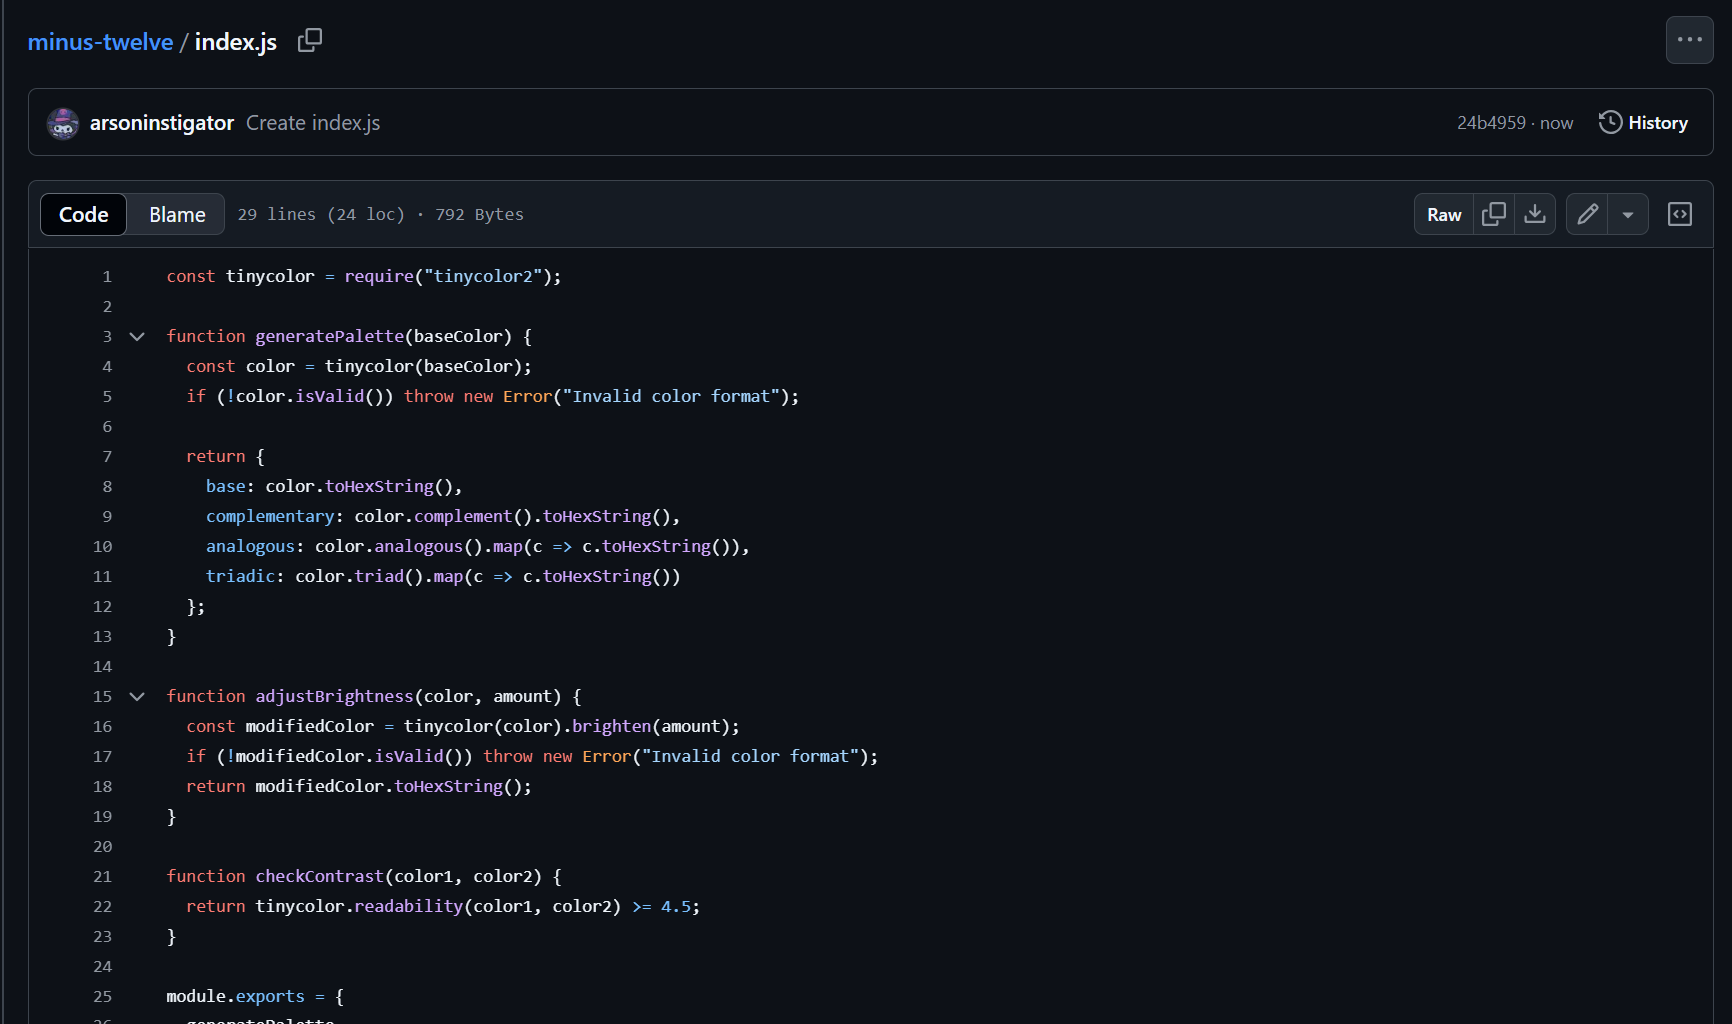 minus-twelve / index.js
arsoninstigator Create index.js 24b4959 · now History
Code Blame 29 lines (24 loc) · 792 Bytes Raw
1 const tinycolor = require("tinycolor2");
2
3 function generatePalette(baseColor) {
4   const color = tinycolor(baseColor);
5   if (!color.isValid()) throw new Error("Invalid color format");
6
7   return {
8     base: color.toHexString(),
9     complementary: color.complement().toHexString(),
10     analogous: color.analogous().map(c => c.toHexString()),
11     triadic: color.triad().map(c => c.toHexString())
12   };
13 }
14
15 function adjustBrightness(color, amount) {
16   const modifiedColor = tinycolor(color).brighten(amount);
17   if (!modifiedColor.isValid()) throw new Error("Invalid color format");
18   return modifiedColor.toHexString();
19 }
20
21 function checkContrast(color1, color2) {
22   return tinycolor.readability(color1, color2) >= 4.5;
23 }
24
25 module.exports = {
26   generatePalette